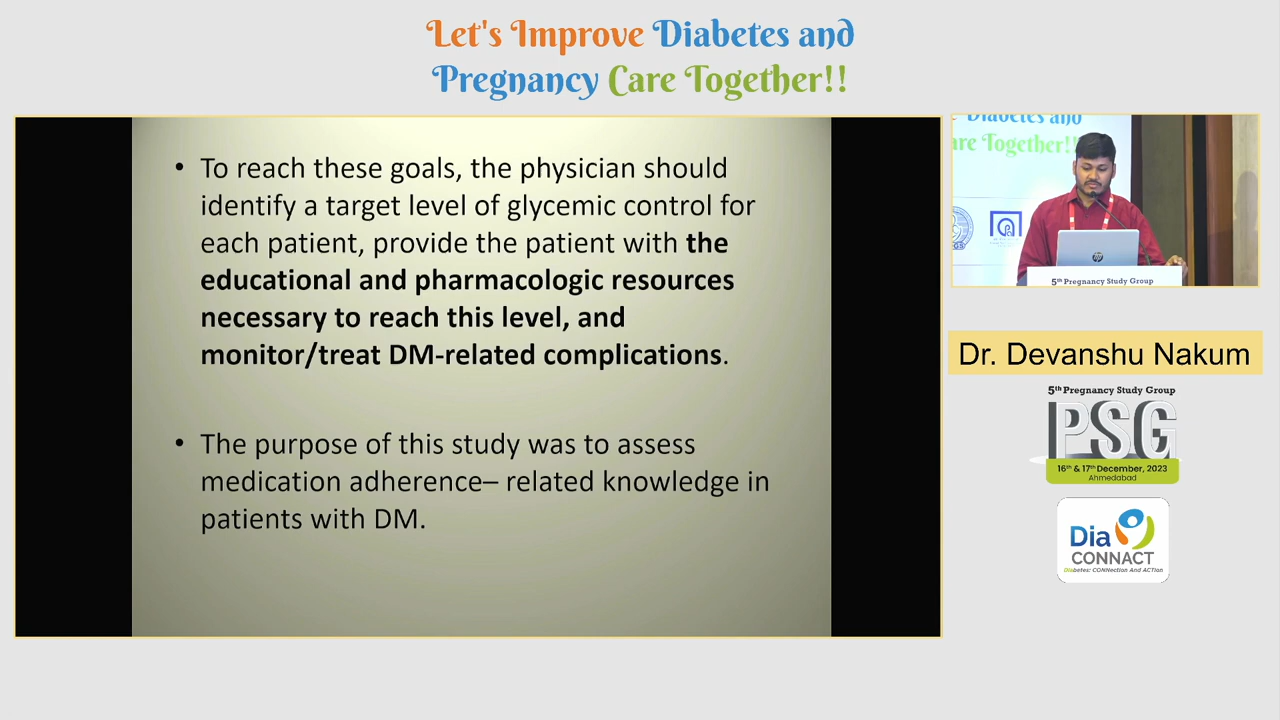 Let's Improve Diabetes and
Pregnancy Care Together!!
• To reach these goals, the physician should
identify a target level of glycemic control for
each patient, provide the patient with the
educational and pharmacologic resources
necessary to reach this level, and
monitor/treat DM-related complications.
• The purpose of this study was to assess
medication adherence– related knowledge in
patients with DM.
Diabetes and
are Together!!
hp
5th Pregnancy Study Group
Dr. Devanshu Nakum
5th Pregnancy Study Group
PSG
16th & 17th December, 2023
Ahmedabad
Dia
CONNACT
Diabetes: CONNection And ACTion